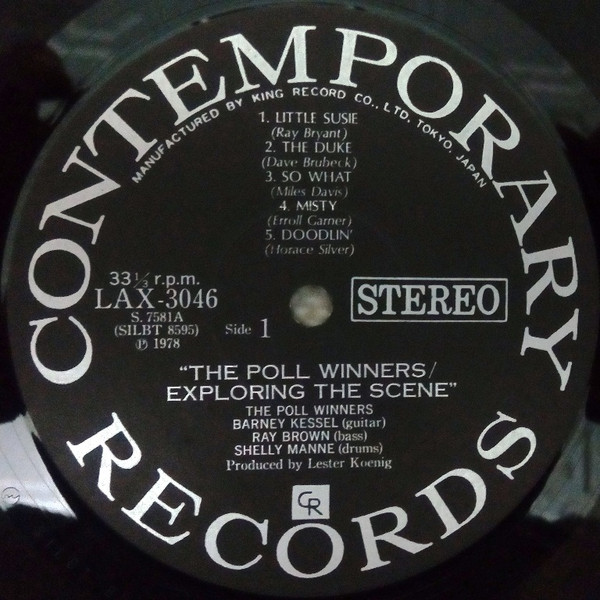 CONTEMPORARY
MANUFACTURED BY KING RECORD CO., LTD. TOKYO, JAPAN
1. LITTLE SUSIE
(Ray Bryant)
2. THE DUKE
(Dave Brubeck)
3. SO WHAT
(Miles Davis)
4. MISTY
(Erroll Garner)
5. DOODLIN'
(Horace Silver)
33 1/3 r.p.m.
LAX-3046
S. 7581A
(SILBT 8595)
℗ 1978
Side 1
STEREO
"THE POLL WINNERS/
EXPLORING THE SCENE"
THE POLL WINNERS
BARNEY KESSEL (guitar)
RAY BROWN (bass)
SHELLY MANNE (drums)
Produced by Lester Koenig
CR
RECORDS